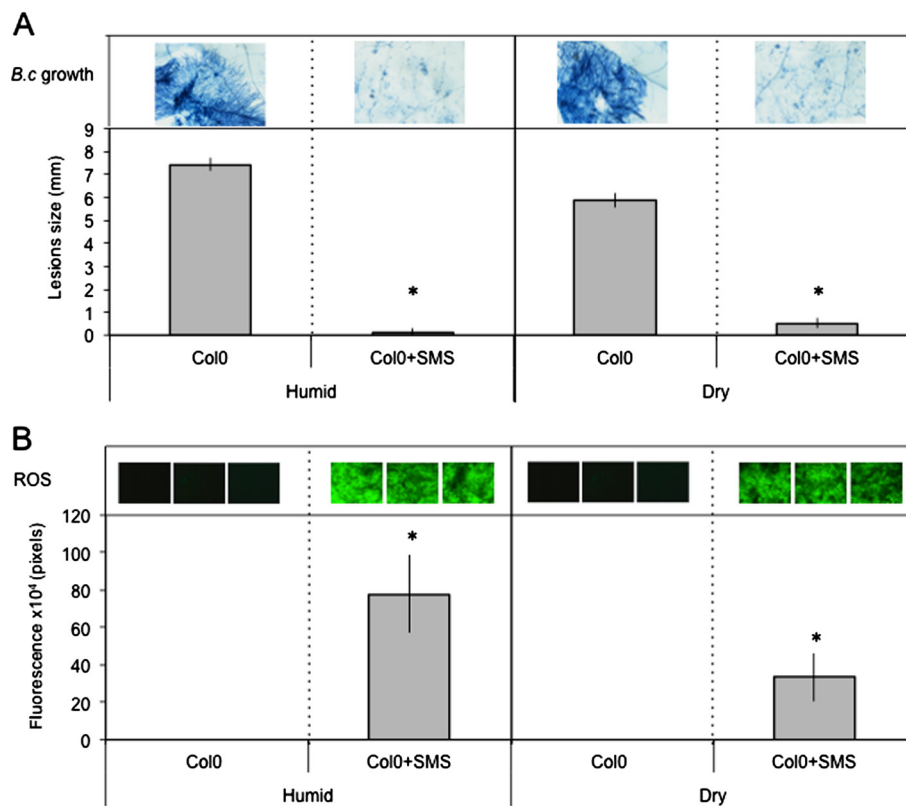 A
B.c growth
9
8
7
6
5
4
3
2
1
0
Lesions size (mm)
*
*
Col0
Col0+SMS
Col0
Col0+SMS
Humid
Dry
B
ROS
120
100
80
60
40
20
0
Fluorescence x10⁴ (pixels)
*
*
Col0
Col0+SMS
Col0
Col0+SMS
Humid
Dry